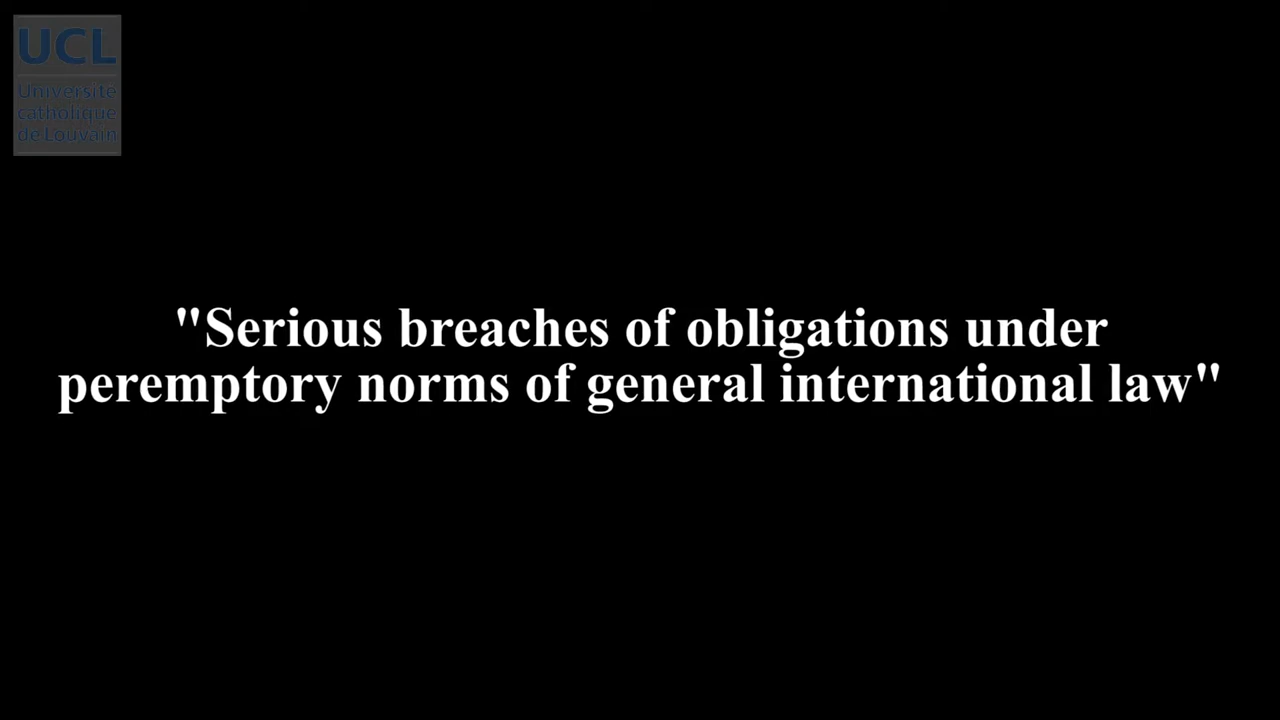 UCL
Université
catholique
de Louvain
"Serious breaches of obligations under
peremptory norms of general international law"